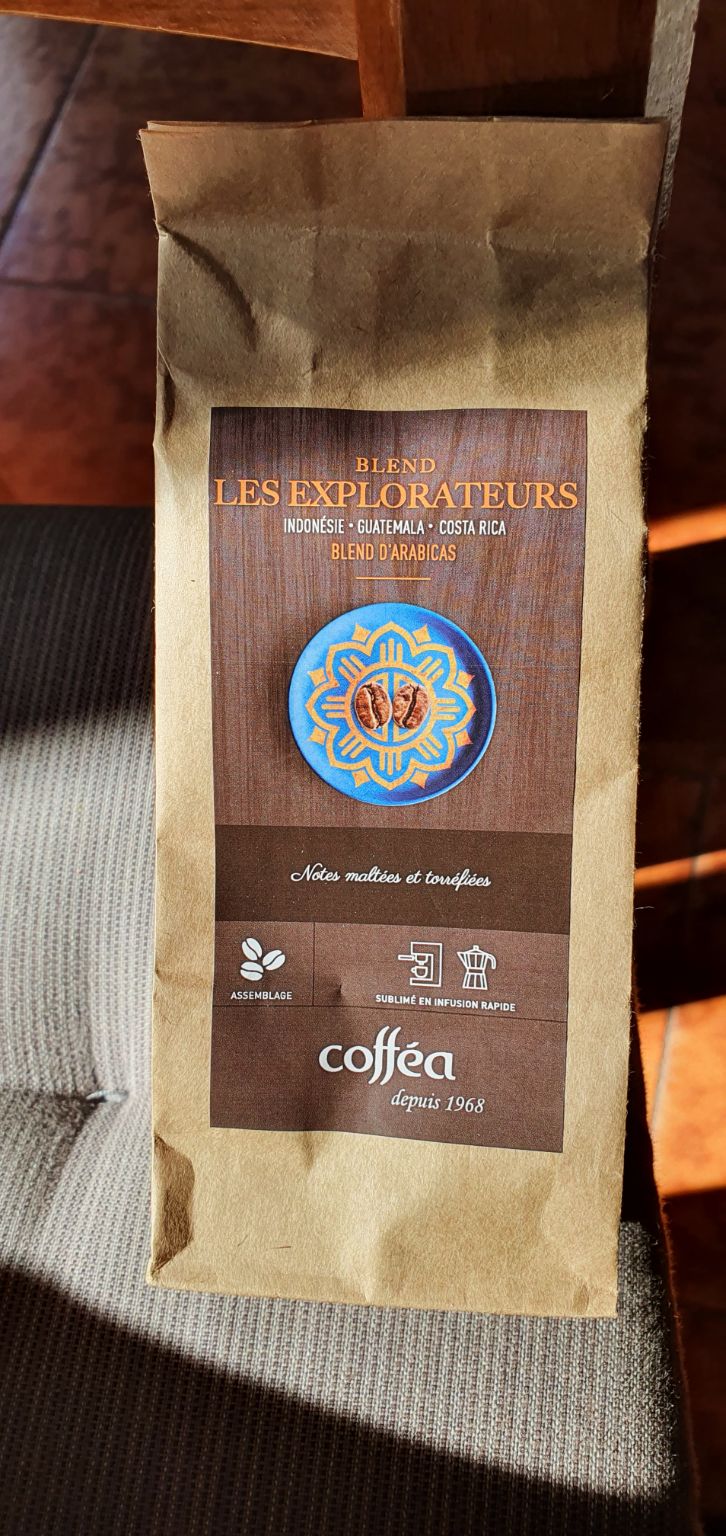 BLEND
LES EXPLORATEURS
INDONÉSIE • GUATEMALA • COSTA RICA
BLEND D'ARABICAS
Notes maltées et torréfiées
ASSEMBLAGE
SUBLIMÉ EN INFUSION RAPIDE
cofféa
depuis 1968